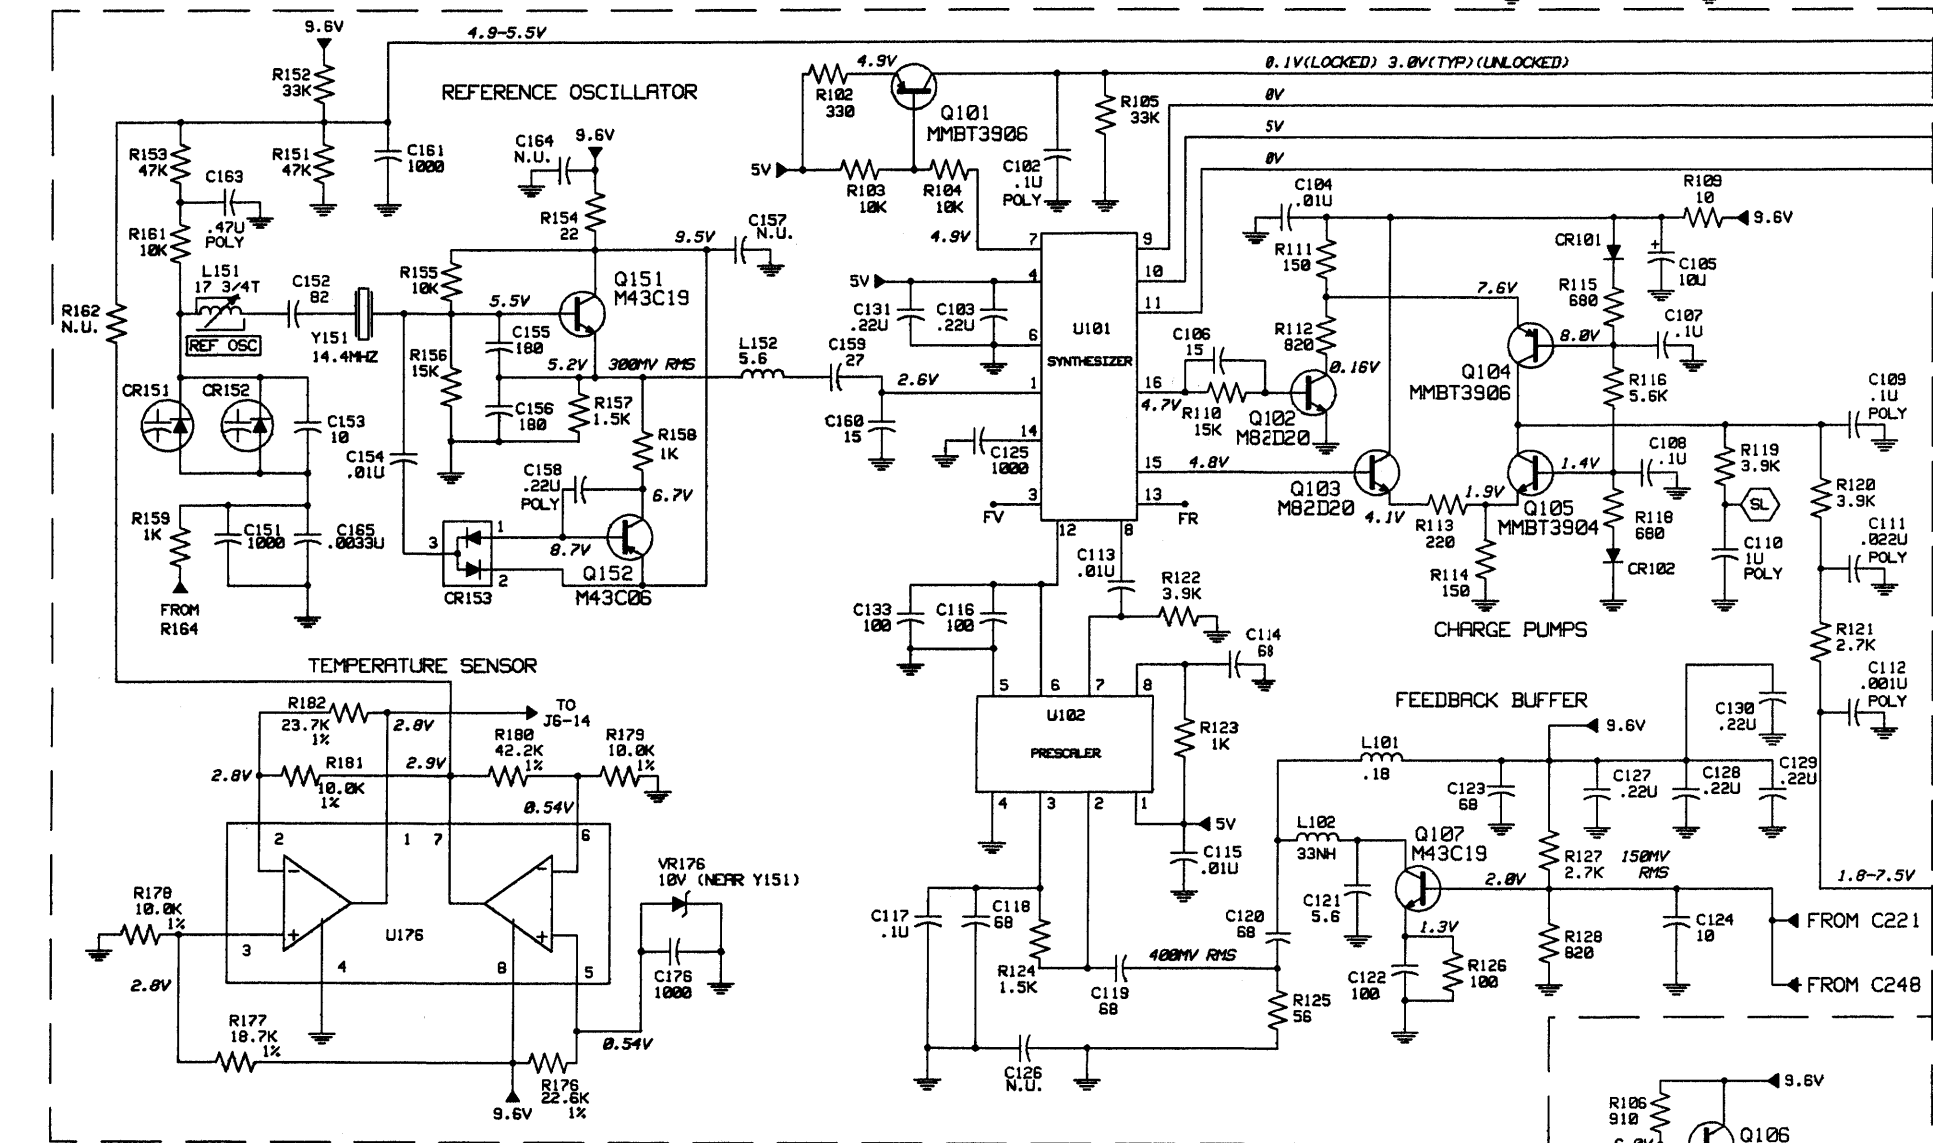 9.6V
4.9-5.5V
R152
33K
REFERENCE OSCILLATOR
R153
47K
R151
47K
C161
1000
C163
.47U
POLY
R161
10K
L151
17 3/4T
REF OSC
C152
82
Y151
14.4MHZ
R162
N.U.
CR151
CR152
C153
10
C154
.01U
R159
1K
C151
1000
C165
.0033U
FROM
R164
C164
N.U.
9.6V
R154
22
9.5V
C157
N.U.
R155
10K
Q151
M43C19
5.5V
C155
180
R156
15K
5.2V
300MV RMS
C156
180
R157
1.5K
R158
1K
C158
.22U
POLY
6.7V
8.7V
Q152
M43C06
CR153
1
3
2
L152
5.6
C159
27
2.6V
C160
15
4.9V
R102
330
Q101
MMBT3906
5V
R103
10K
R104
10K
4.9V
C102
.1U
POLY
R105
33K
0.1V(LOCKED) 3.0V(TYP)(UNLOCKED)
0V
5V
0V
5V
C131
.22U
C103
.22U
U101
SYNTHESIZER
7
4
6
1
14
3
12
8
9
10
11
16
15
13
C125
1000
FV
FR
4.7V
4.8V
C106
15
R110
15K
C104
.01U
R111
150
R112
820
0.16V
Q102
M82D20
Q103
M82D20
4.1V
R113
220
1.9V
R114
150
Q105
MMBT3904
Q104
MMBT3906
7.6V
8.0V
1.4V
R109
10
9.6V
CR101
C105
10U
+
R115
680
C107
.1U
R116
5.6K
C108
.1U
R118
680
CR102
C109
.1U
POLY
R119
3.9K
SL
C110
1U
POLY
R120
3.9K
C111
.022U
POLY
R121
2.7K
C112
.001U
POLY
CHARGE PUMPS
C113
.01U
R122
3.9K
C133
100
C116
100
C114
68
5
6
7
8
U102
PRESCALER
4
3
2
1
R123
1K
5V
C115
.01U
C117
.1U
C118
68
R124
1.5K
C119
68
400MV RMS
C120
68
R125
56
C126
N.U.
FEEDBACK BUFFER
9.6V
L101
.18
C123
68
C127
.22U
C128
.22U
C129
.22U
C130
.22U
L102
33NH
C121
5.6
Q107
M43C19
2.0V
1.3V
C122
100
R126
100
R127
2.7K
R128
820
150MV
RMS
C124
10
1.8-7.5V
FROM C221
FROM C248
TEMPERATURE SENSOR
R182
23.7K
1%
TO
J6-14
2.8V
R180
42.2K
1%
R179
10.0K
1%
2.8V
R181
10.0K
1%
2.9V
0.54V
2
1
7
6
-
-
+
+
U176
3
4
8
5
R178
10.0K
1%
2.8V
R177
18.7K
1%
R176
22.6K
1%
9.6V
0.54V
VR176
10V (NEAR Y151)
C176
1000
9.6V
R106
910
Q106